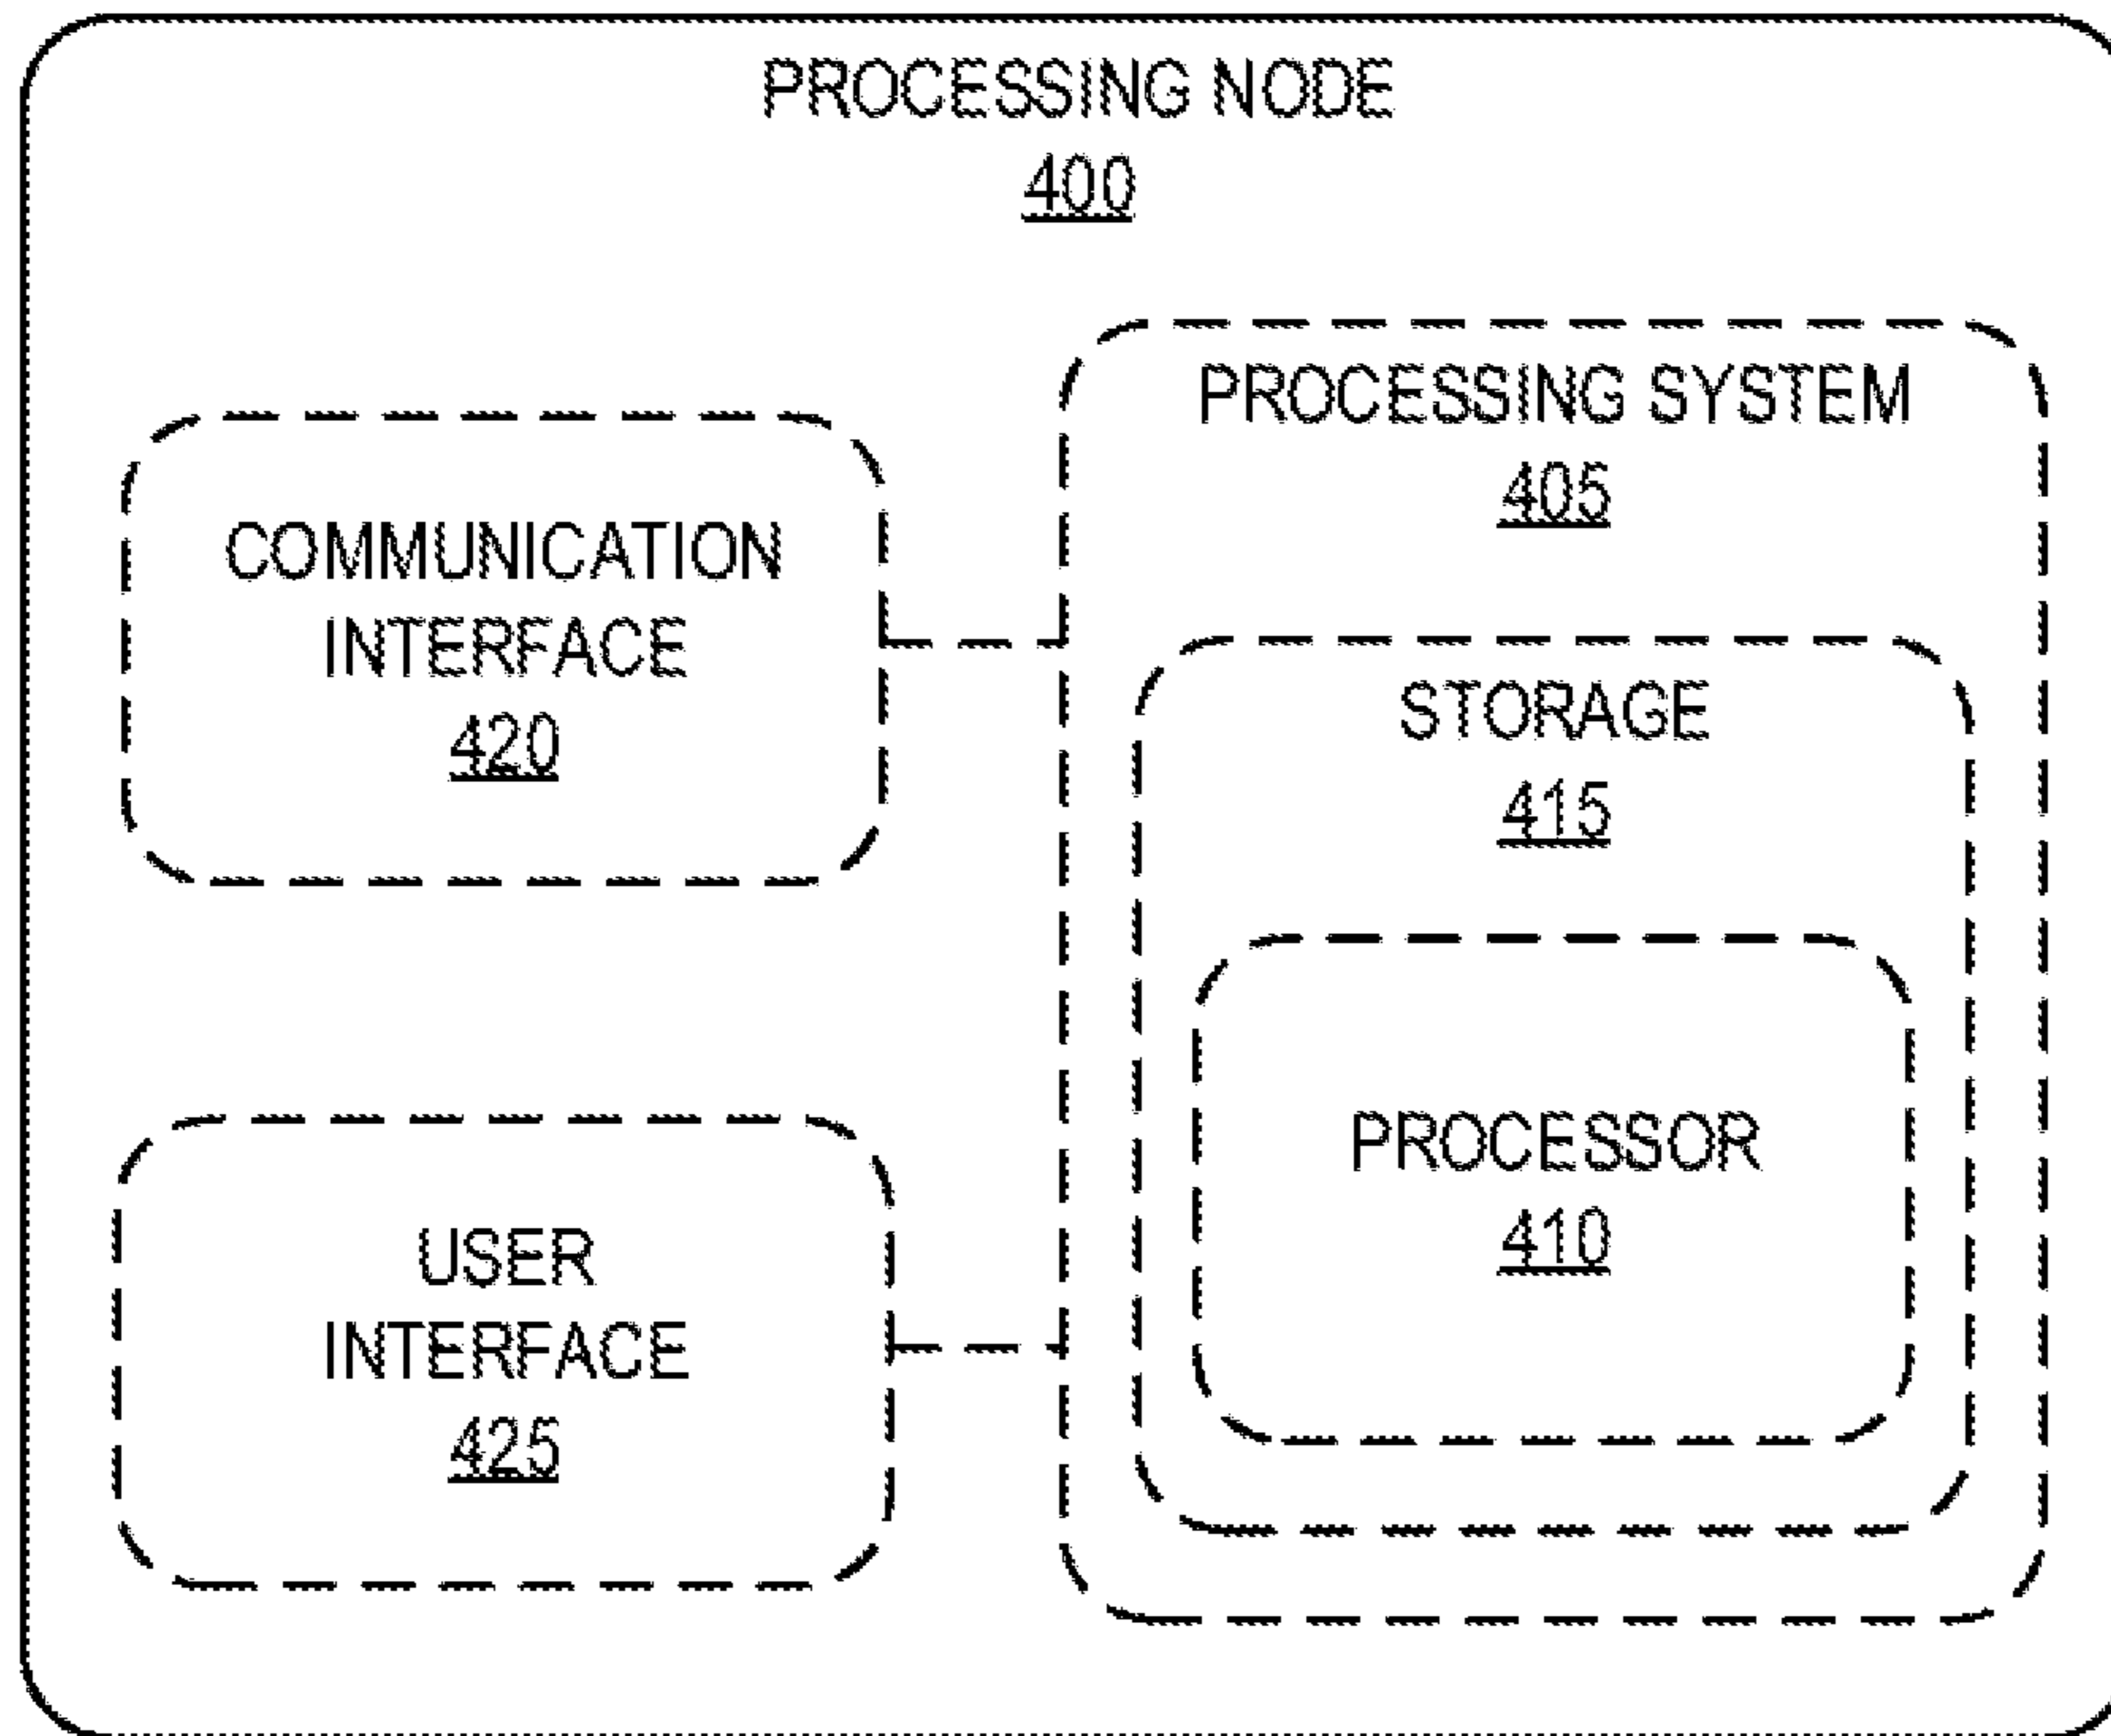 PROCESSING NODE
400
PROCESSING SYSTEM
405
COMMUNICATION
INTERFACE
420
STORAGE
415
PROCESSOR
410
USER
INTERFACE
425